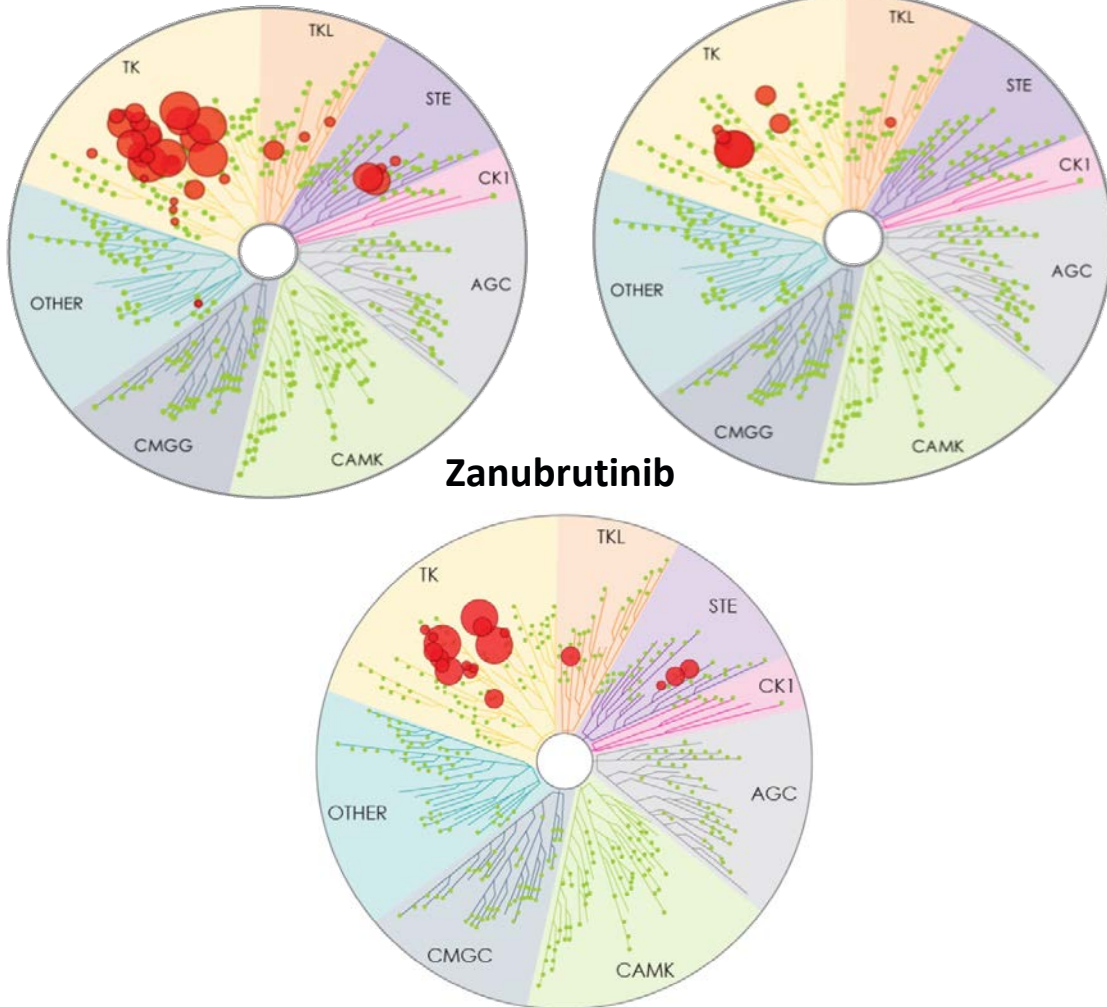 TK
TKL
STE
CK1
AGC
CAMK
CMGG
OTHER
TK
TKL
STE
CK1
AGC
CAMK
CMGG
OTHER
Zanubrutinib
TK
TKL
STE
CK1
AGC
CAMK
CMGC
OTHER